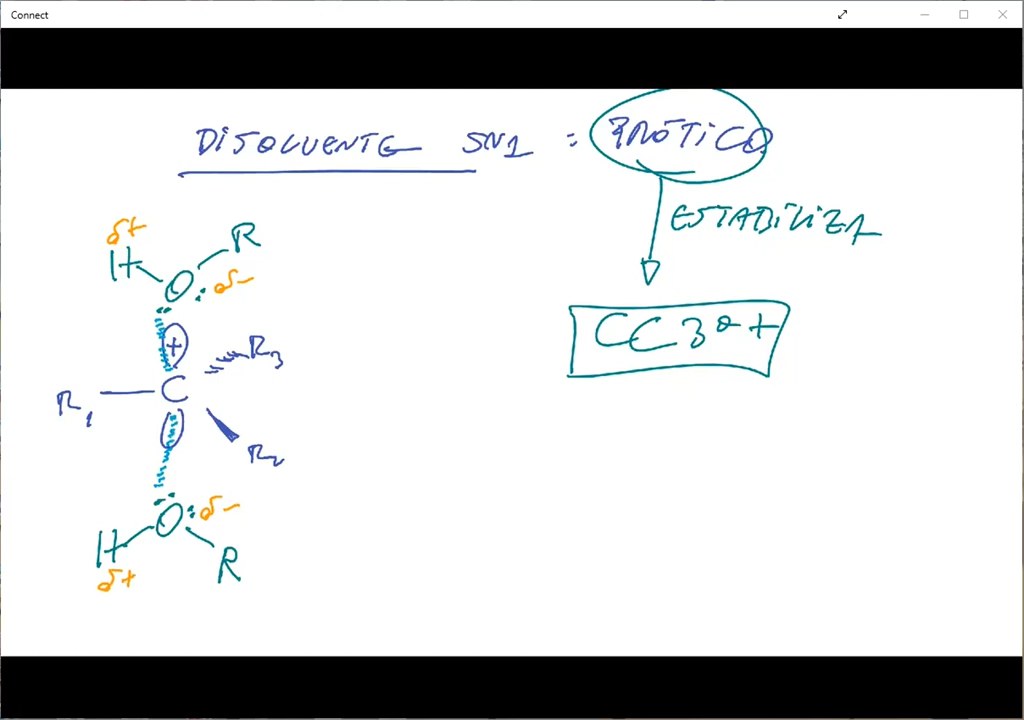 Connect
DISOLVENTE SN1 : PRÓTICO
ESTABILIZA
CC 3º +
δ+
H
O
R
δ-
+
R3
R1
C
R2
O
δ-
H
R
δ+